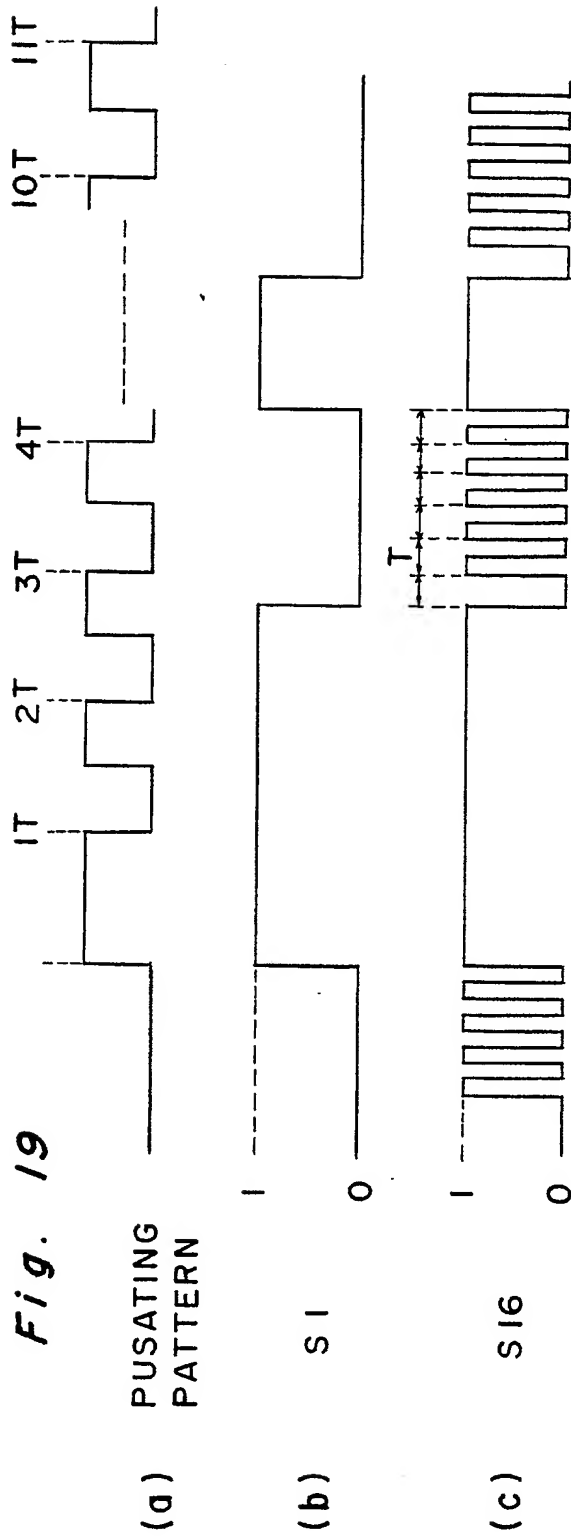 Fig. 19
(a) PUSATING PATTERN
1T 2T 3T 4T 10T 11T
(b) S1
1
0
(c) S16
1
0
T